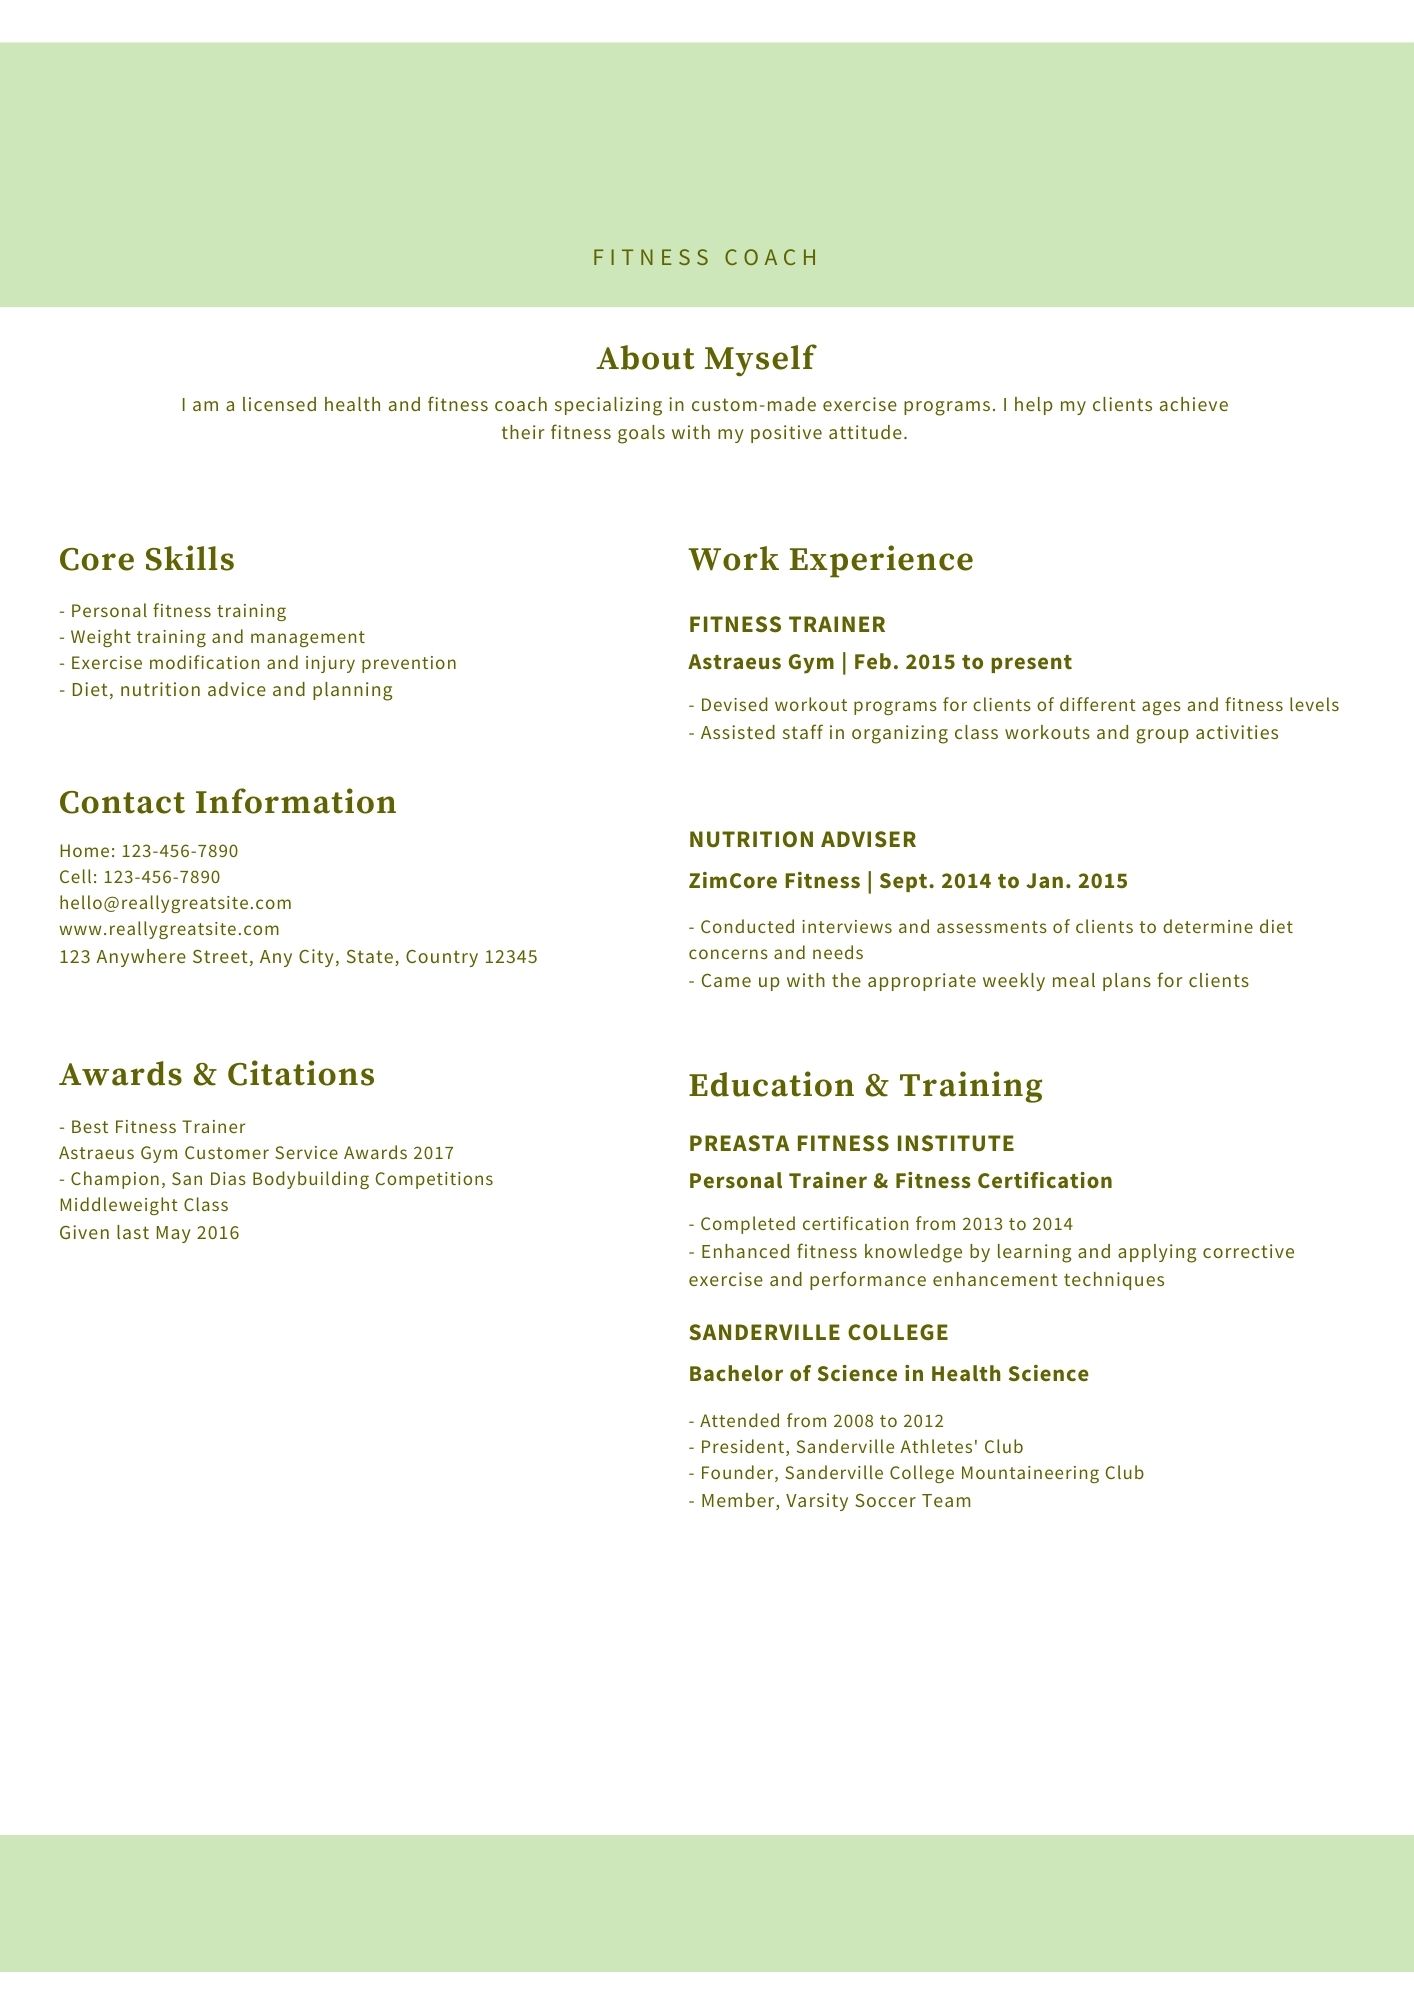 FITNESS COACH
About Myself
I am a licensed health and fitness coach specializing in custom-made exercise programs. I help my clients achieve
their fitness goals with my positive attitude.
Core Skills
- Personal fitness training
- Weight training and management
- Exercise modification and injury prevention
- Diet, nutrition advice and planning
Contact Information
Home: 123-456-7890
Cell: 123-456-7890
hello@reallygreatsite.com
www.reallygreatsite.com
123 Anywhere Street, Any City, State, Country 12345
Awards & Citations
- Best Fitness Trainer
Astraeus Gym Customer Service Awards 2017
- Champion, San Dias Bodybuilding Competitions
Middleweight Class
Given last May 2016
Work Experience
FITNESS TRAINER
Astraeus Gym | Feb. 2015 to present
- Devised workout programs for clients of different ages and fitness levels
- Assisted staff in organizing class workouts and group activities
NUTRITION ADVISER
ZimCore Fitness | Sept. 2014 to Jan. 2015
- Conducted interviews and assessments of clients to determine diet
concerns and needs
- Came up with the appropriate weekly meal plans for clients
Education & Training
PREASTA FITNESS INSTITUTE
Personal Trainer & Fitness Certification
- Completed certification from 2013 to 2014
- Enhanced fitness knowledge by learning and applying corrective
exercise and performance enhancement techniques
SANDERVILLE COLLEGE
Bachelor of Science in Health Science
- Attended from 2008 to 2012
- President, Sanderville Athletes' Club
- Founder, Sanderville College Mountaineering Club
- Member, Varsity Soccer Team